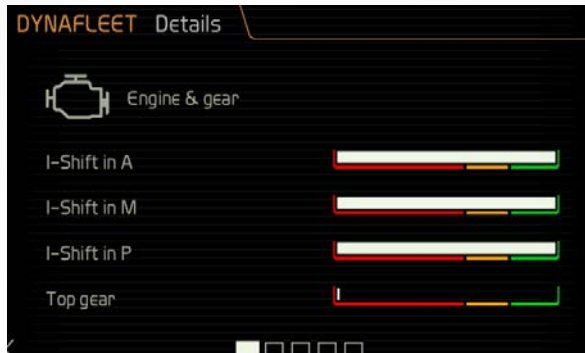 DYNAFLEET Details
Engine & gear
I-Shift in A
I-Shift in M
I-Shift in P
Top gear